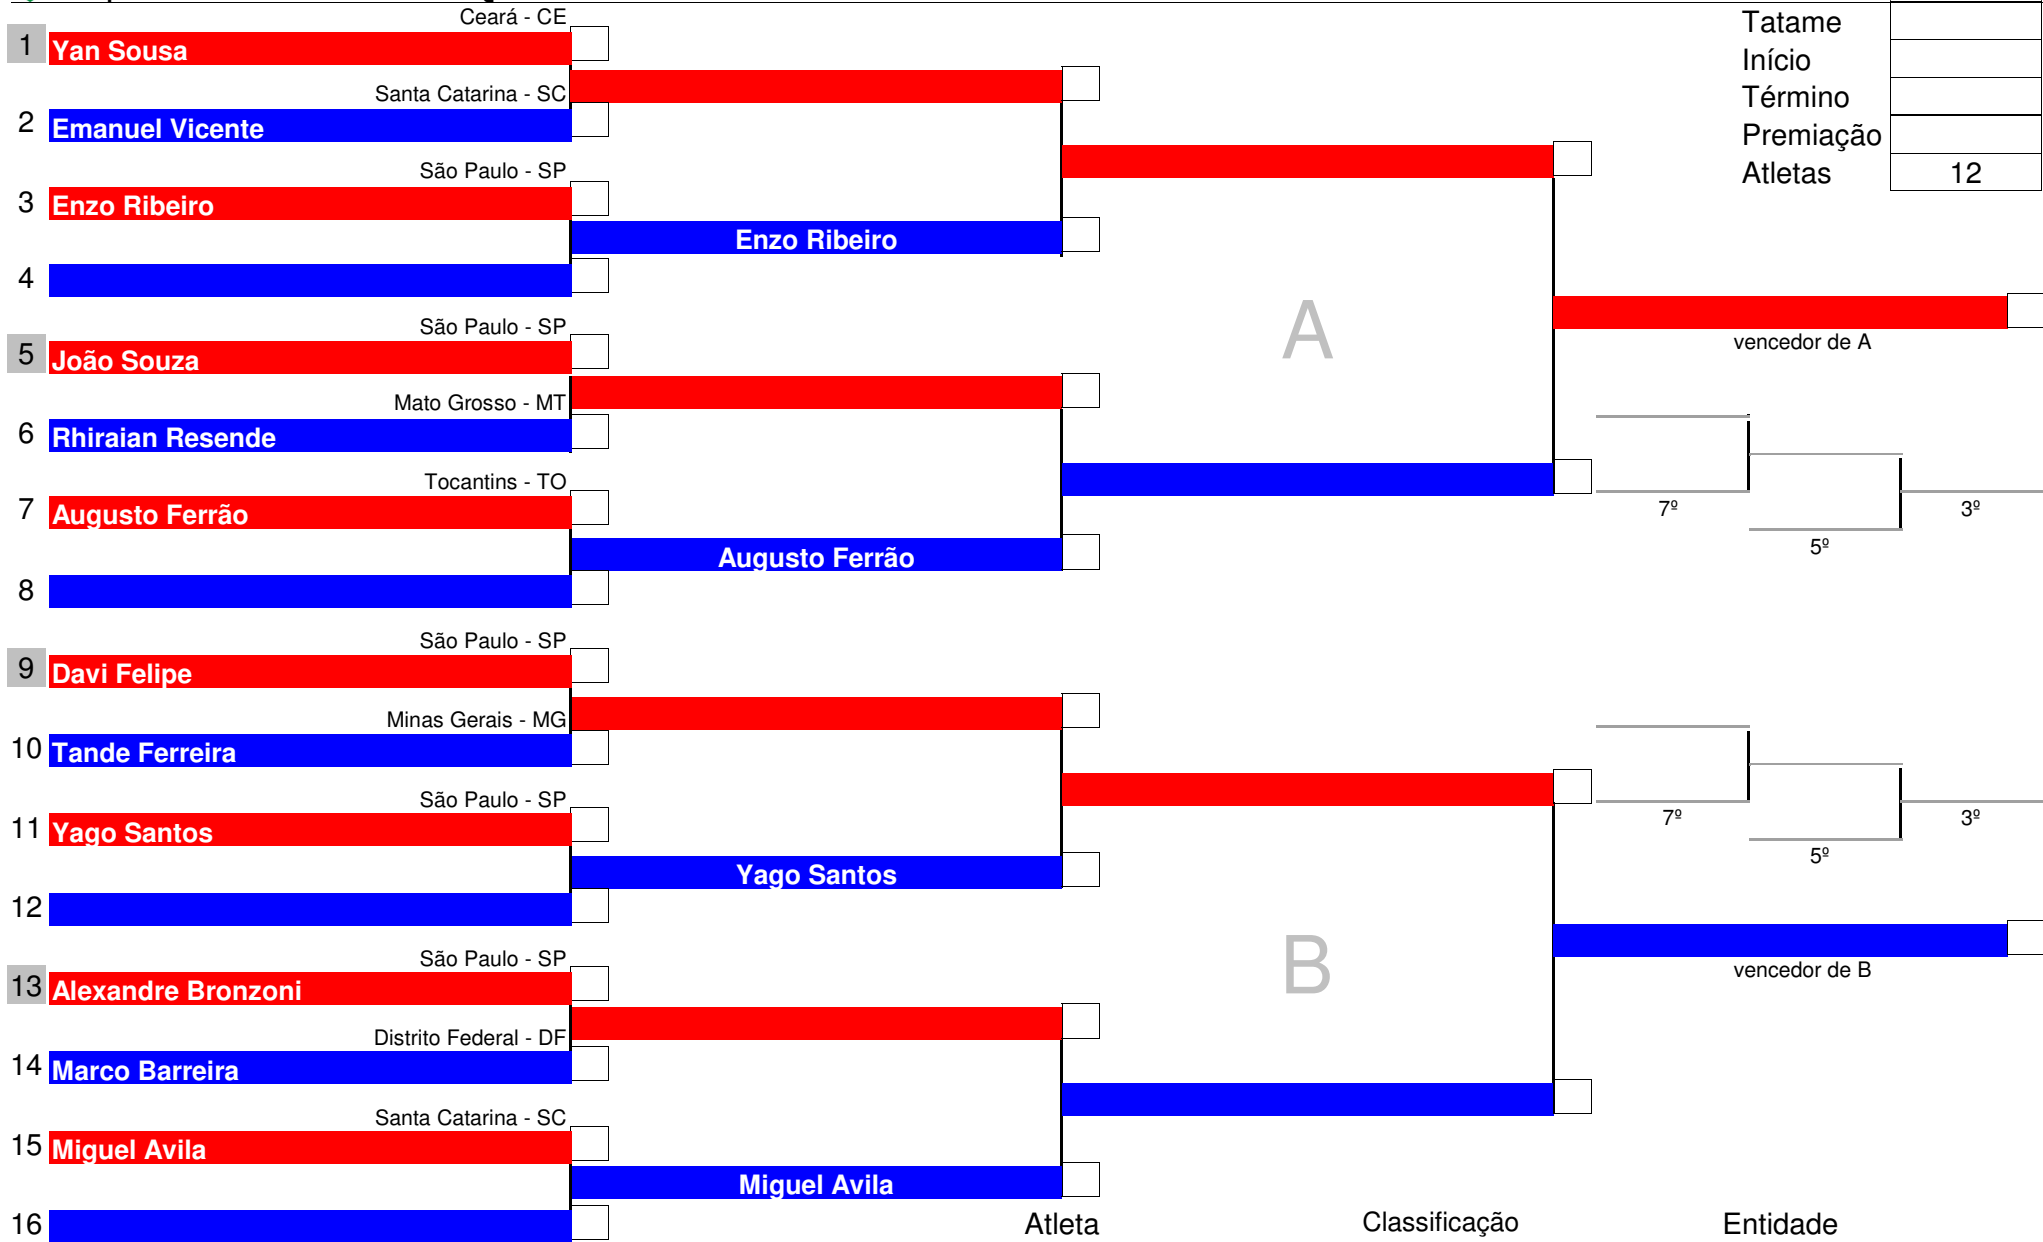 Ceará - CE
1 Yan Sousa
Santa Catarina - SC
2 Emanuel Vicente
São Paulo - SP
3 Enzo Ribeiro
Enzo Ribeiro
4
São Paulo - SP
5 João Souza
Mato Grosso - MT
6 Rhiraian Resende
Tocantins - TO
7 Augusto Ferrão
Augusto Ferrão
8
São Paulo - SP
9 Davi Felipe
Minas Gerais - MG
10 Tande Ferreira
São Paulo - SP
11 Yago Santos
Yago Santos
12
São Paulo - SP
13 Alexandre Bronzoni
Distrito Federal - DF
14 Marco Barreira
Santa Catarina - SC
15 Miguel Avila
Miguel Avila
16
A
B
Tatame
Início
Término
Premiação
Atletas 12
vencedor de A
7º
3º
5º
7º
3º
5º
vencedor de B
Atleta Classificação Entidade